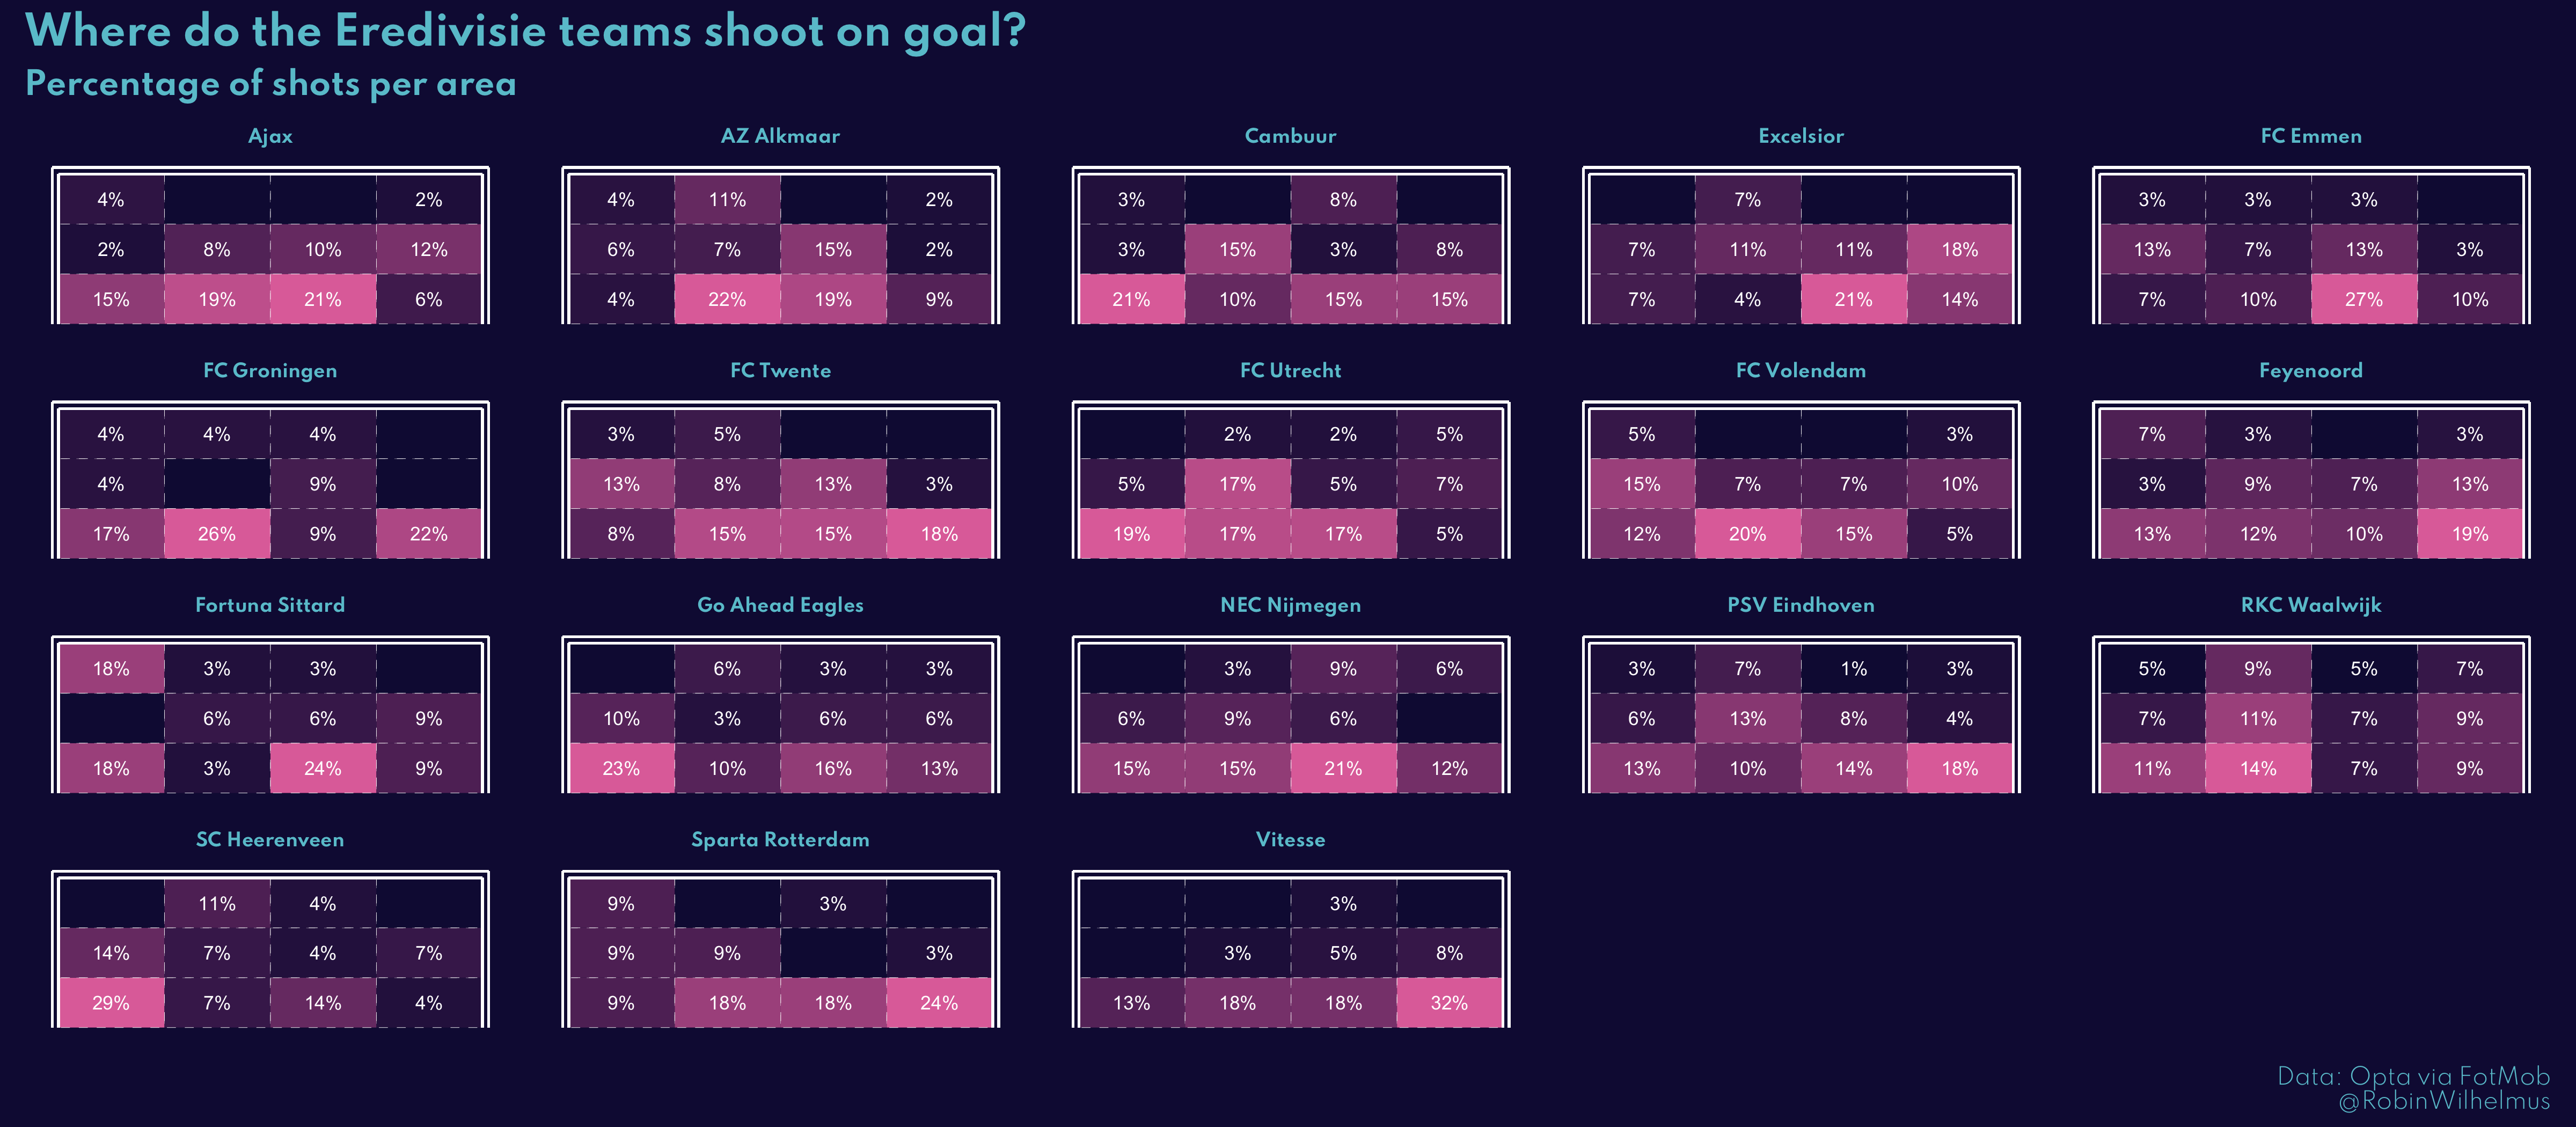 Where do the Eredivisie teams shoot on goal?
Percentage of shots per area
Ajax AZ Alkmaar Cambuur Excelsior FC Emmen
4% 2% 4% 11% 2% 3% 8% 7% 3% 3% 3%
2% 8% 10% 12% 6% 7% 15% 2% 3% 15% 3% 8% 7% 11% 11% 18% 13% 7% 13% 3%
15% 19% 21% 6% 4% 22% 19% 9% 21% 10% 15% 15% 7% 4% 21% 14% 7% 10% 27% 10%
FC Groningen FC Twente FC Utrecht FC Volendam Feyenoord
4% 4% 4% 3% 5% 2% 2% 5% 5% 3% 7% 3% 3%
4% 9% 13% 8% 13% 3% 5% 17% 5% 7% 15% 7% 7% 10% 3% 9% 7% 13%
17% 26% 9% 22% 8% 15% 15% 18% 19% 17% 17% 5% 12% 20% 15% 5% 13% 12% 10% 19%
Fortuna Sittard Go Ahead Eagles NEC Nijmegen PSV Eindhoven RKC Waalwijk
18% 3% 3% 6% 3% 3% 3% 9% 6% 3% 7% 1% 3% 5% 9% 5% 7%
6% 6% 9% 10% 3% 6% 6% 6% 9% 6% 6% 13% 8% 4% 7% 11% 7% 9%
18% 3% 24% 9% 23% 10% 16% 13% 15% 15% 21% 12% 13% 10% 14% 18% 11% 14% 7% 9%
SC Heerenveen Sparta Rotterdam Vitesse
11% 4% 9% 3% 3%
14% 7% 4% 7% 9% 9% 3% 3% 5% 8%
29% 7% 14% 4% 9% 18% 18% 24% 13% 18% 18% 32%
Data: Opta via FotMob
@RobinWilhelmus